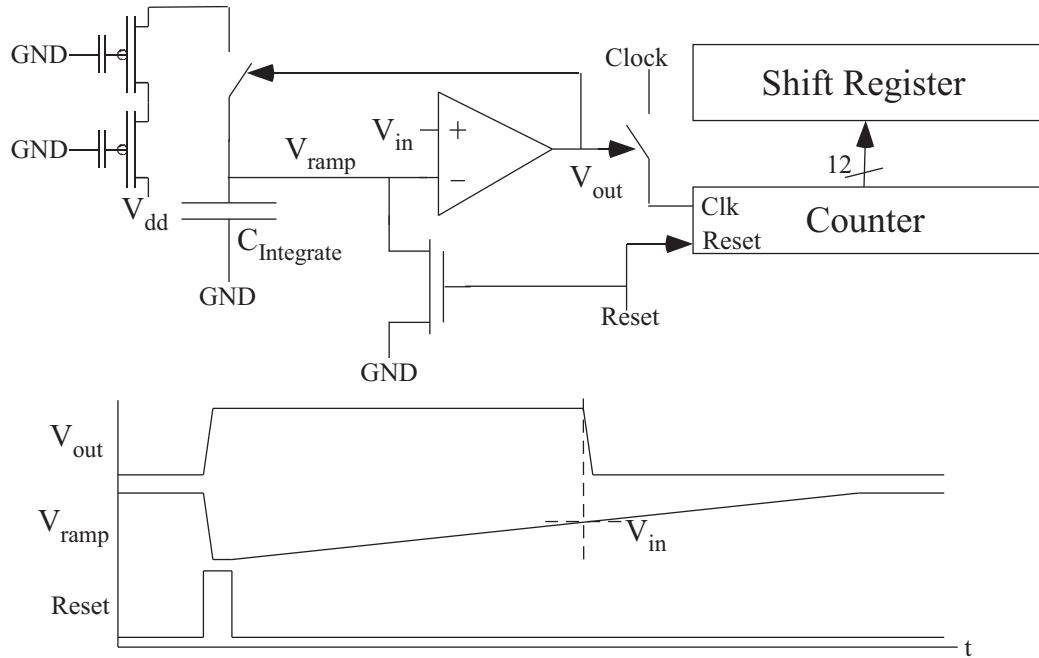 GND
Clock
Shift Register
GND
V_in
+
V_ramp
−
V_out
12
V_dd
Clk
Counter
Reset
C_Integrate
GND
Reset
GND
V_out
V_ramp
V_in
Reset
t